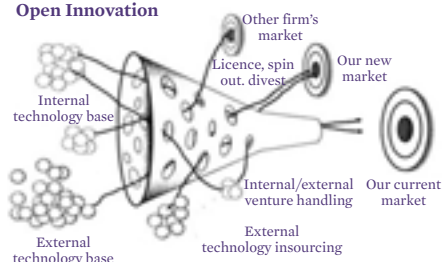 Open Innovation
Other firm's
market
Licence, spin
out. divest
Our new
market
Internal
technology base
Internal/external
venture handling
Our current
market
External
technology insourcing
External
technology base